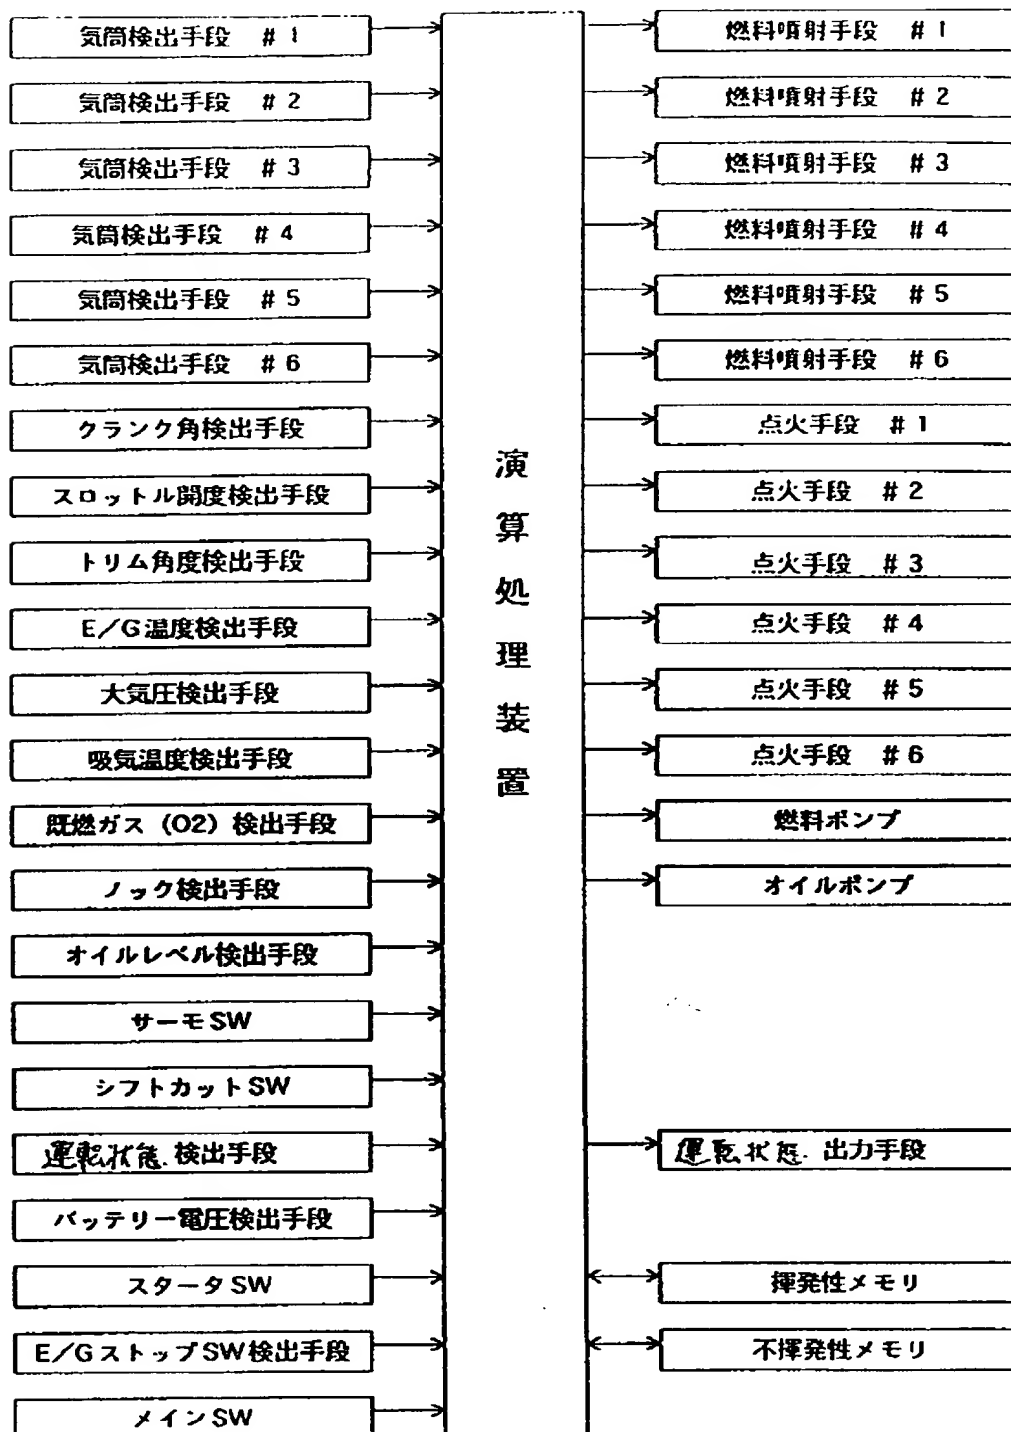 気筒検出手段 #1
気筒検出手段 #2
気筒検出手段 #3
気筒検出手段 #4
気筒検出手段 #5
気筒検出手段 #6
クランク角検出手段
スロットル開度検出手段
トリム角度検出手段
E/G温度検出手段
大気圧検出手段
吸気温度検出手段
既燃ガス(O2)検出手段
ノック検出手段
オイルレベル検出手段
サーモSW
シフトカットSW
運転状態 検出手段
バッテリー電圧検出手段
スタータSW
E/GストップSW検出手段
メインSW
演算処理装置
燃料噴射手段 #1
燃料噴射手段 #2
燃料噴射手段 #3
燃料噴射手段 #4
燃料噴射手段 #5
燃料噴射手段 #6
点火手段 #1
点火手段 #2
点火手段 #3
点火手段 #4
点火手段 #5
点火手段 #6
燃料ポンプ
オイルポンプ
運転状態 出力手段
揮発性メモリ
不揮発性メモリ